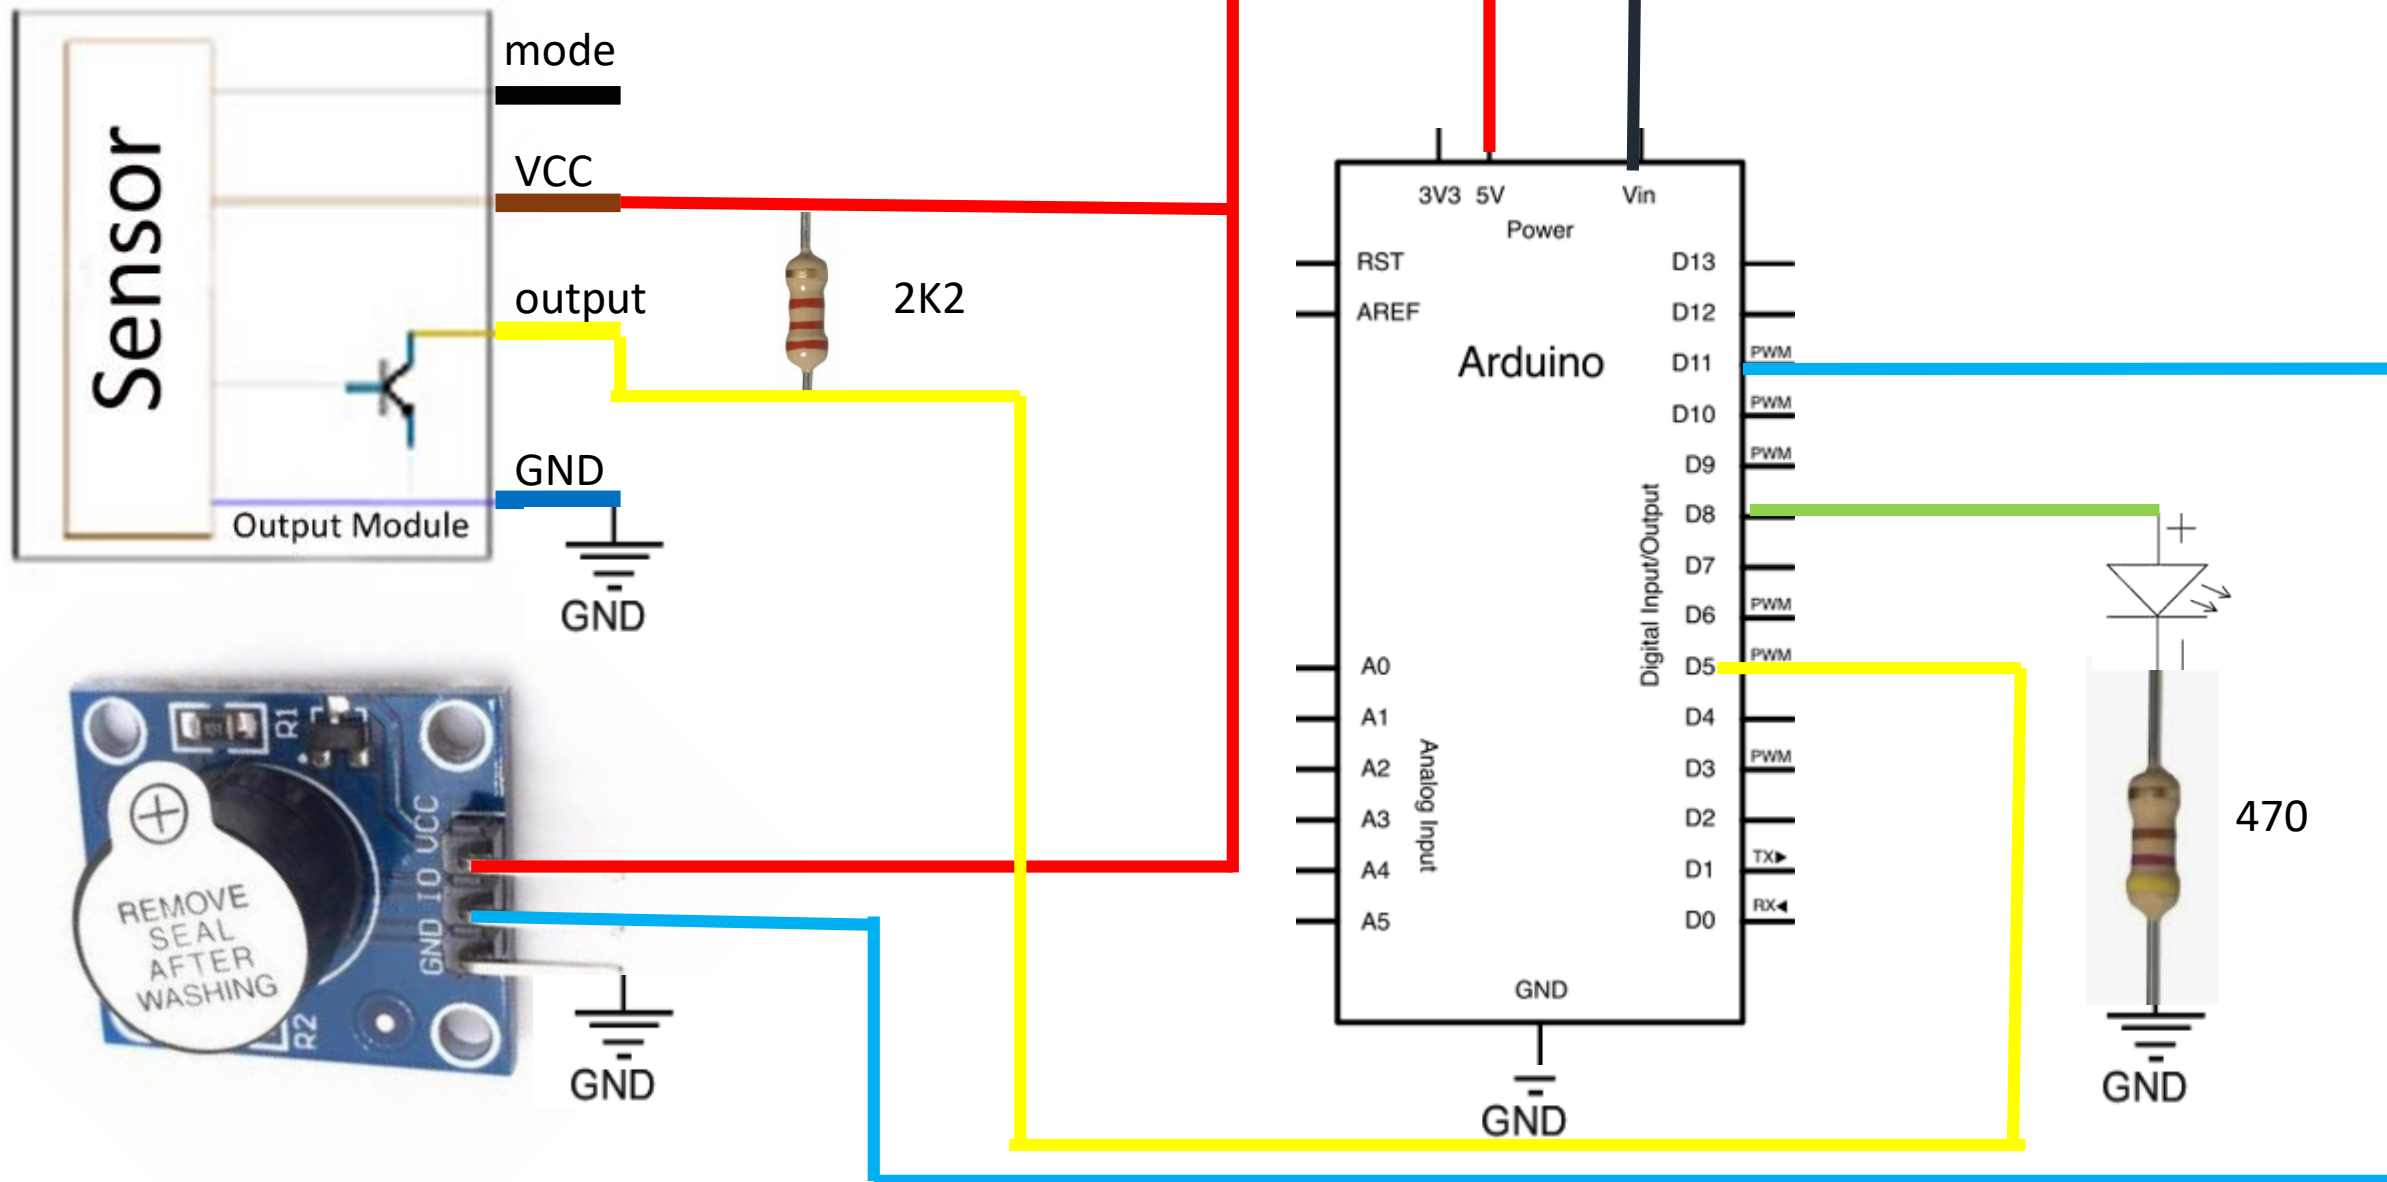 mode
VCC
output
GND
Sensor
Output Module
GND
2K2
3V3 5V Vin
Power
RST
AREF
Arduino
D13
D12
D11 PWM
D10 PWM
D9 PWM
D8
D7
D6 PWM
D5 PWM
D4
D3 PWM
D2
D1 TX▶
D0 RX◀
Digital Input/Output
A0
A1
A2
A3
A4
A5
Analog Input
GND
GND
+
470
GND
R1
VCC
IO
GND
R2
101
REMOVE
SEAL
AFTER
WASHING
GND